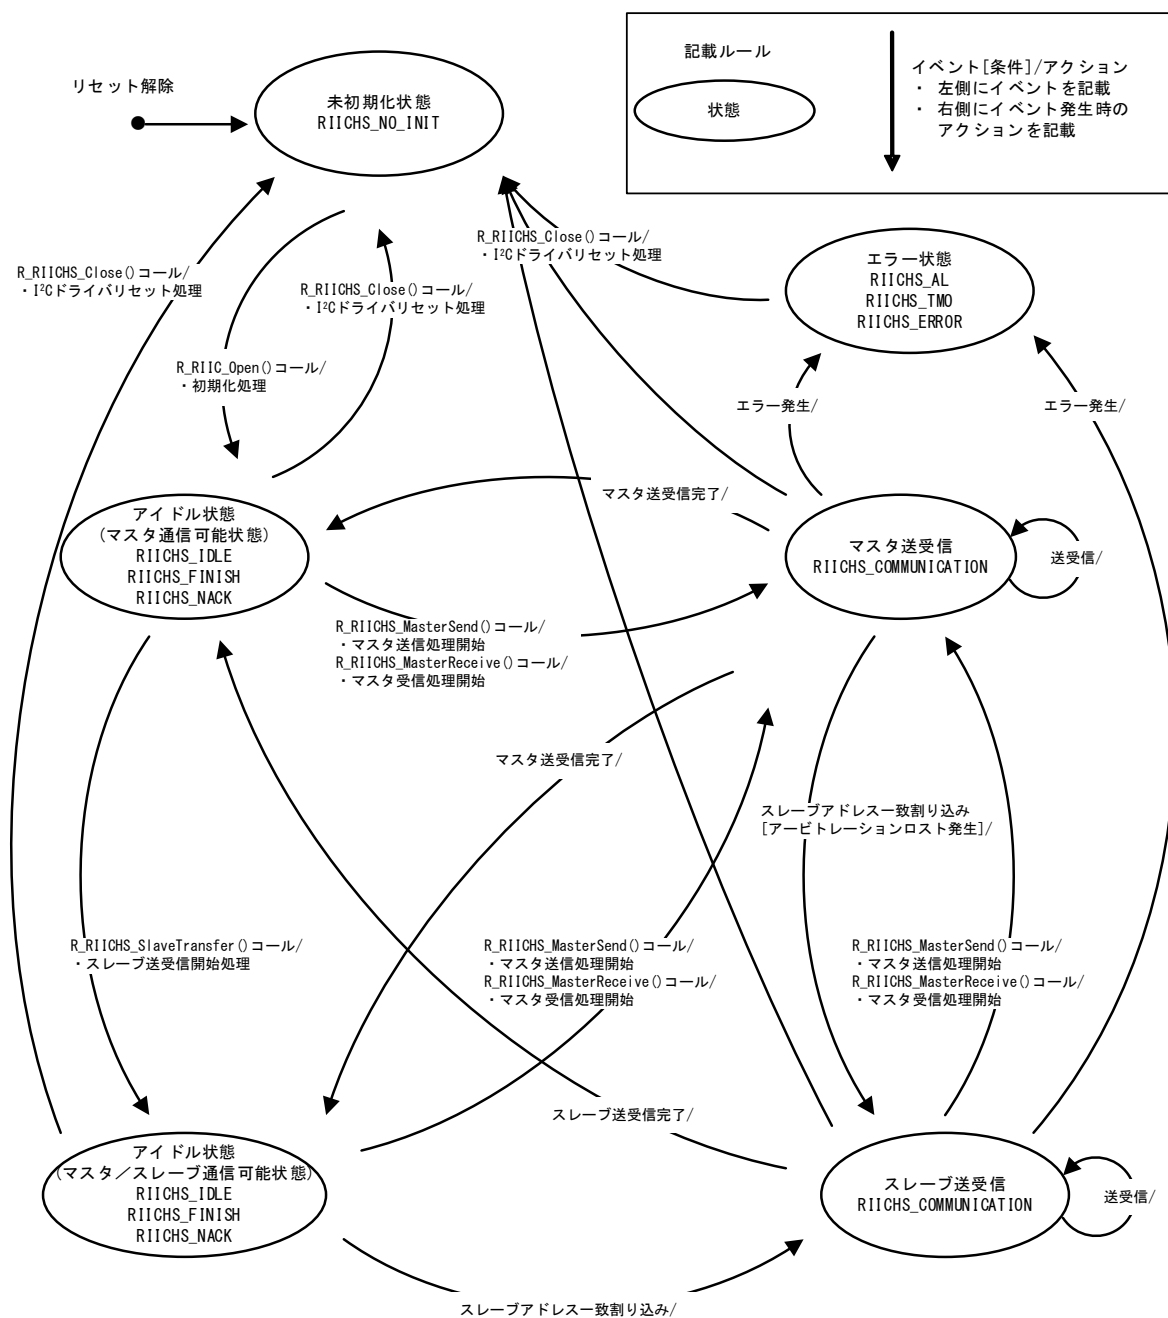 記載ルール
状態
イベント[条件]/アクション
・ 左側にイベントを記載
・ 右側にイベント発生時の
アクションを記載
リセット解除
未初期化状態
RIICHS_NO_INIT
R_RIICHS_Close()コール/
・I²Cドライバリセット処理
R_RIICHS_Close()コール/
・I²Cドライバリセット処理
R_RIICHS_Close()コール/
・I²Cドライバリセット処理
エラー状態
RIICHS_AL
RIICHS_TMO
RIICHS_ERROR
R_RIIC_Open()コール/
・初期化処理
エラー発生/
エラー発生/
マスタ送受信完了/
アイドル状態
(マスタ通信可能状態)
RIICHS_IDLE
RIICHS_FINISH
RIICHS_NACK
マスタ送受信
RIICHS_COMMUNICATION
送受信/
R_RIICHS_MasterSend()コール/
・マスタ送信処理開始
R_RIICHS_MasterReceive()コール/
・マスタ受信処理開始
マスタ送受信完了/
スレーブアドレス一致割り込み
[アービトレーションロスト発生]/
R_RIICHS_SlaveTransfer()コール/
・スレーブ送受信開始処理
R_RIICHS_MasterSend()コール/
・マスタ送信処理開始
R_RIICHS_MasterReceive()コール/
・マスタ受信処理開始
R_RIICHS_MasterSend()コール/
・マスタ送信処理開始
R_RIICHS_MasterReceive()コール/
・マスタ受信処理開始
スレーブ送受信完了/
アイドル状態
(マスタ／スレーブ通信可能状態)
RIICHS_IDLE
RIICHS_FINISH
RIICHS_NACK
スレーブ送受信
RIICHS_COMMUNICATION
送受信/
スレーブアドレス一致割り込み/